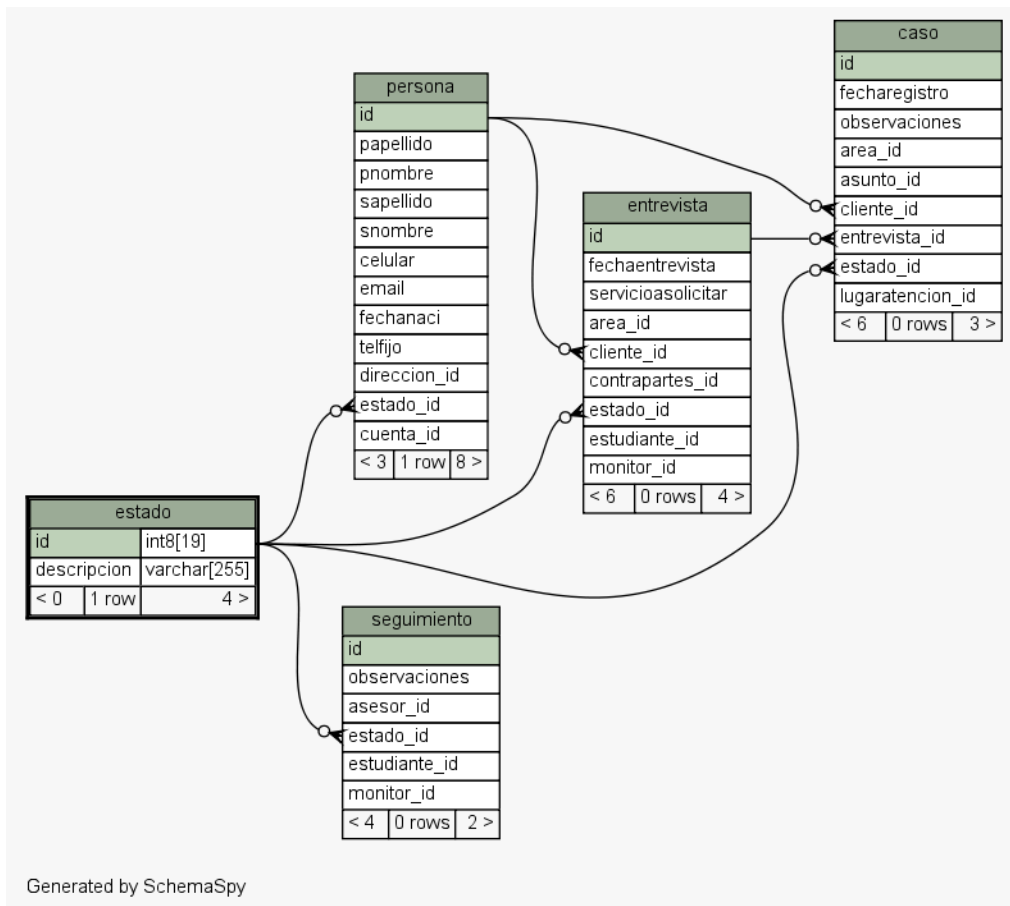 caso
id
fecharegistro
observaciones
area_id
asunto_id
cliente_id
entrevista_id
estado_id
lugaratencion_id
< 6 0 rows 3 >
persona
id
papellido
pnombre
sapellido
snombre
celular
email
fechanaci
telfijo
direccion_id
estado_id
cuenta_id
< 3 1 row 8 >
entrevista
id
fechaentrevista
servicioasolicitar
area_id
cliente_id
contrapartes_id
estado_id
estudiante_id
monitor_id
< 6 0 rows 4 >
estado
id int8[19]
descripcion varchar[255]
< 0 1 row 4 >
seguimiento
id
observaciones
asesor_id
estado_id
estudiante_id
monitor_id
< 4 0 rows 2 >
Generated by SchemaSpy